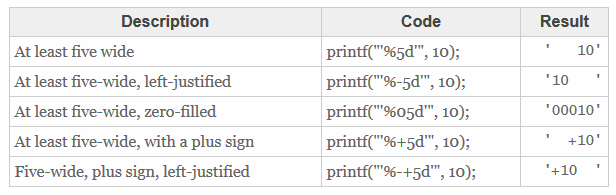 Description Code Result
At least five wide printf("'%5d'", 10); '   10'
At least five-wide, left-justified printf("'%-5d'", 10); '10   '
At least five-wide, zero-filled printf("'%05d'", 10); '00010'
At least five-wide, with a plus sign printf("'%+5d'", 10); '  +10'
Five-wide, plus sign, left-justified printf("'%-+5d'", 10); '+10  '